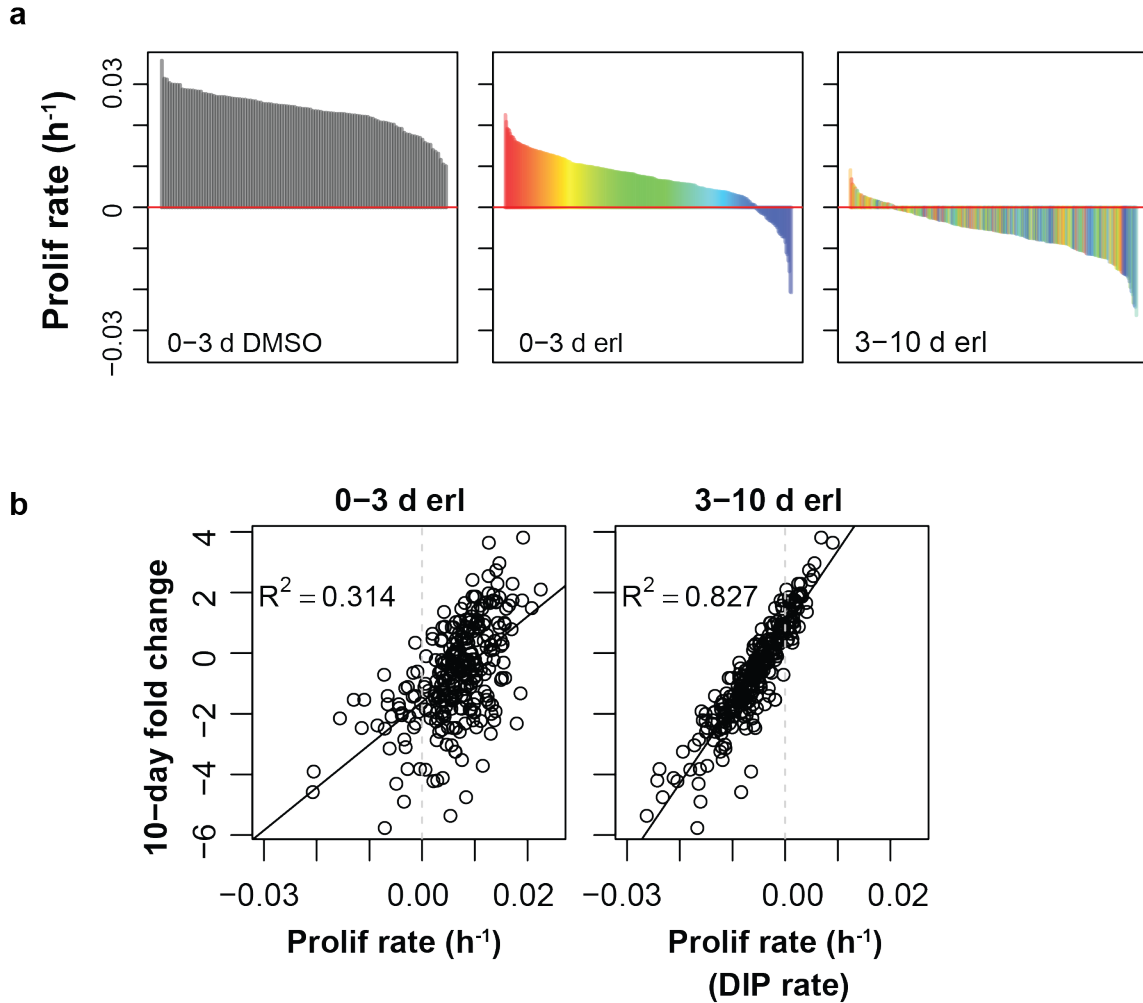 a
Prolif rate (h⁻¹)
0.03
0
−0.03
0−3 d DMSO
0−3 d erl
3−10 d erl
b
0−3 d erl
3−10 d erl
10−day fold change
4
2
0
−2
−4
−6
R² = 0.314
R² = 0.827
−0.03
0.00
0.02
−0.03
0.00
0.02
Prolif rate (h⁻¹)
Prolif rate (h⁻¹)
(DIP rate)